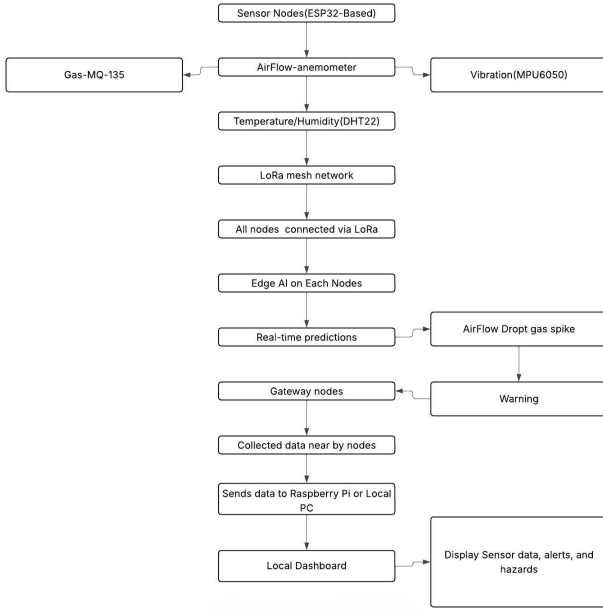 Sensor Nodes(ESP32-Based)
Gas-MQ-135
AirFlow-anemometer
Vibration(MPU6050)
Temperature/Humidity(DHT22)
LoRa mesh network
All nodes  connected via LoRa
Edge AI on Each Nodes
Real-time predictions
AirFlow Dropt gas spike
Gateway nodes
Warning
Collected data near by nodes
Sends data to Raspberry Pi or Local
PC
Local Dashboard
Display Sensor data, alerts, and
hazards